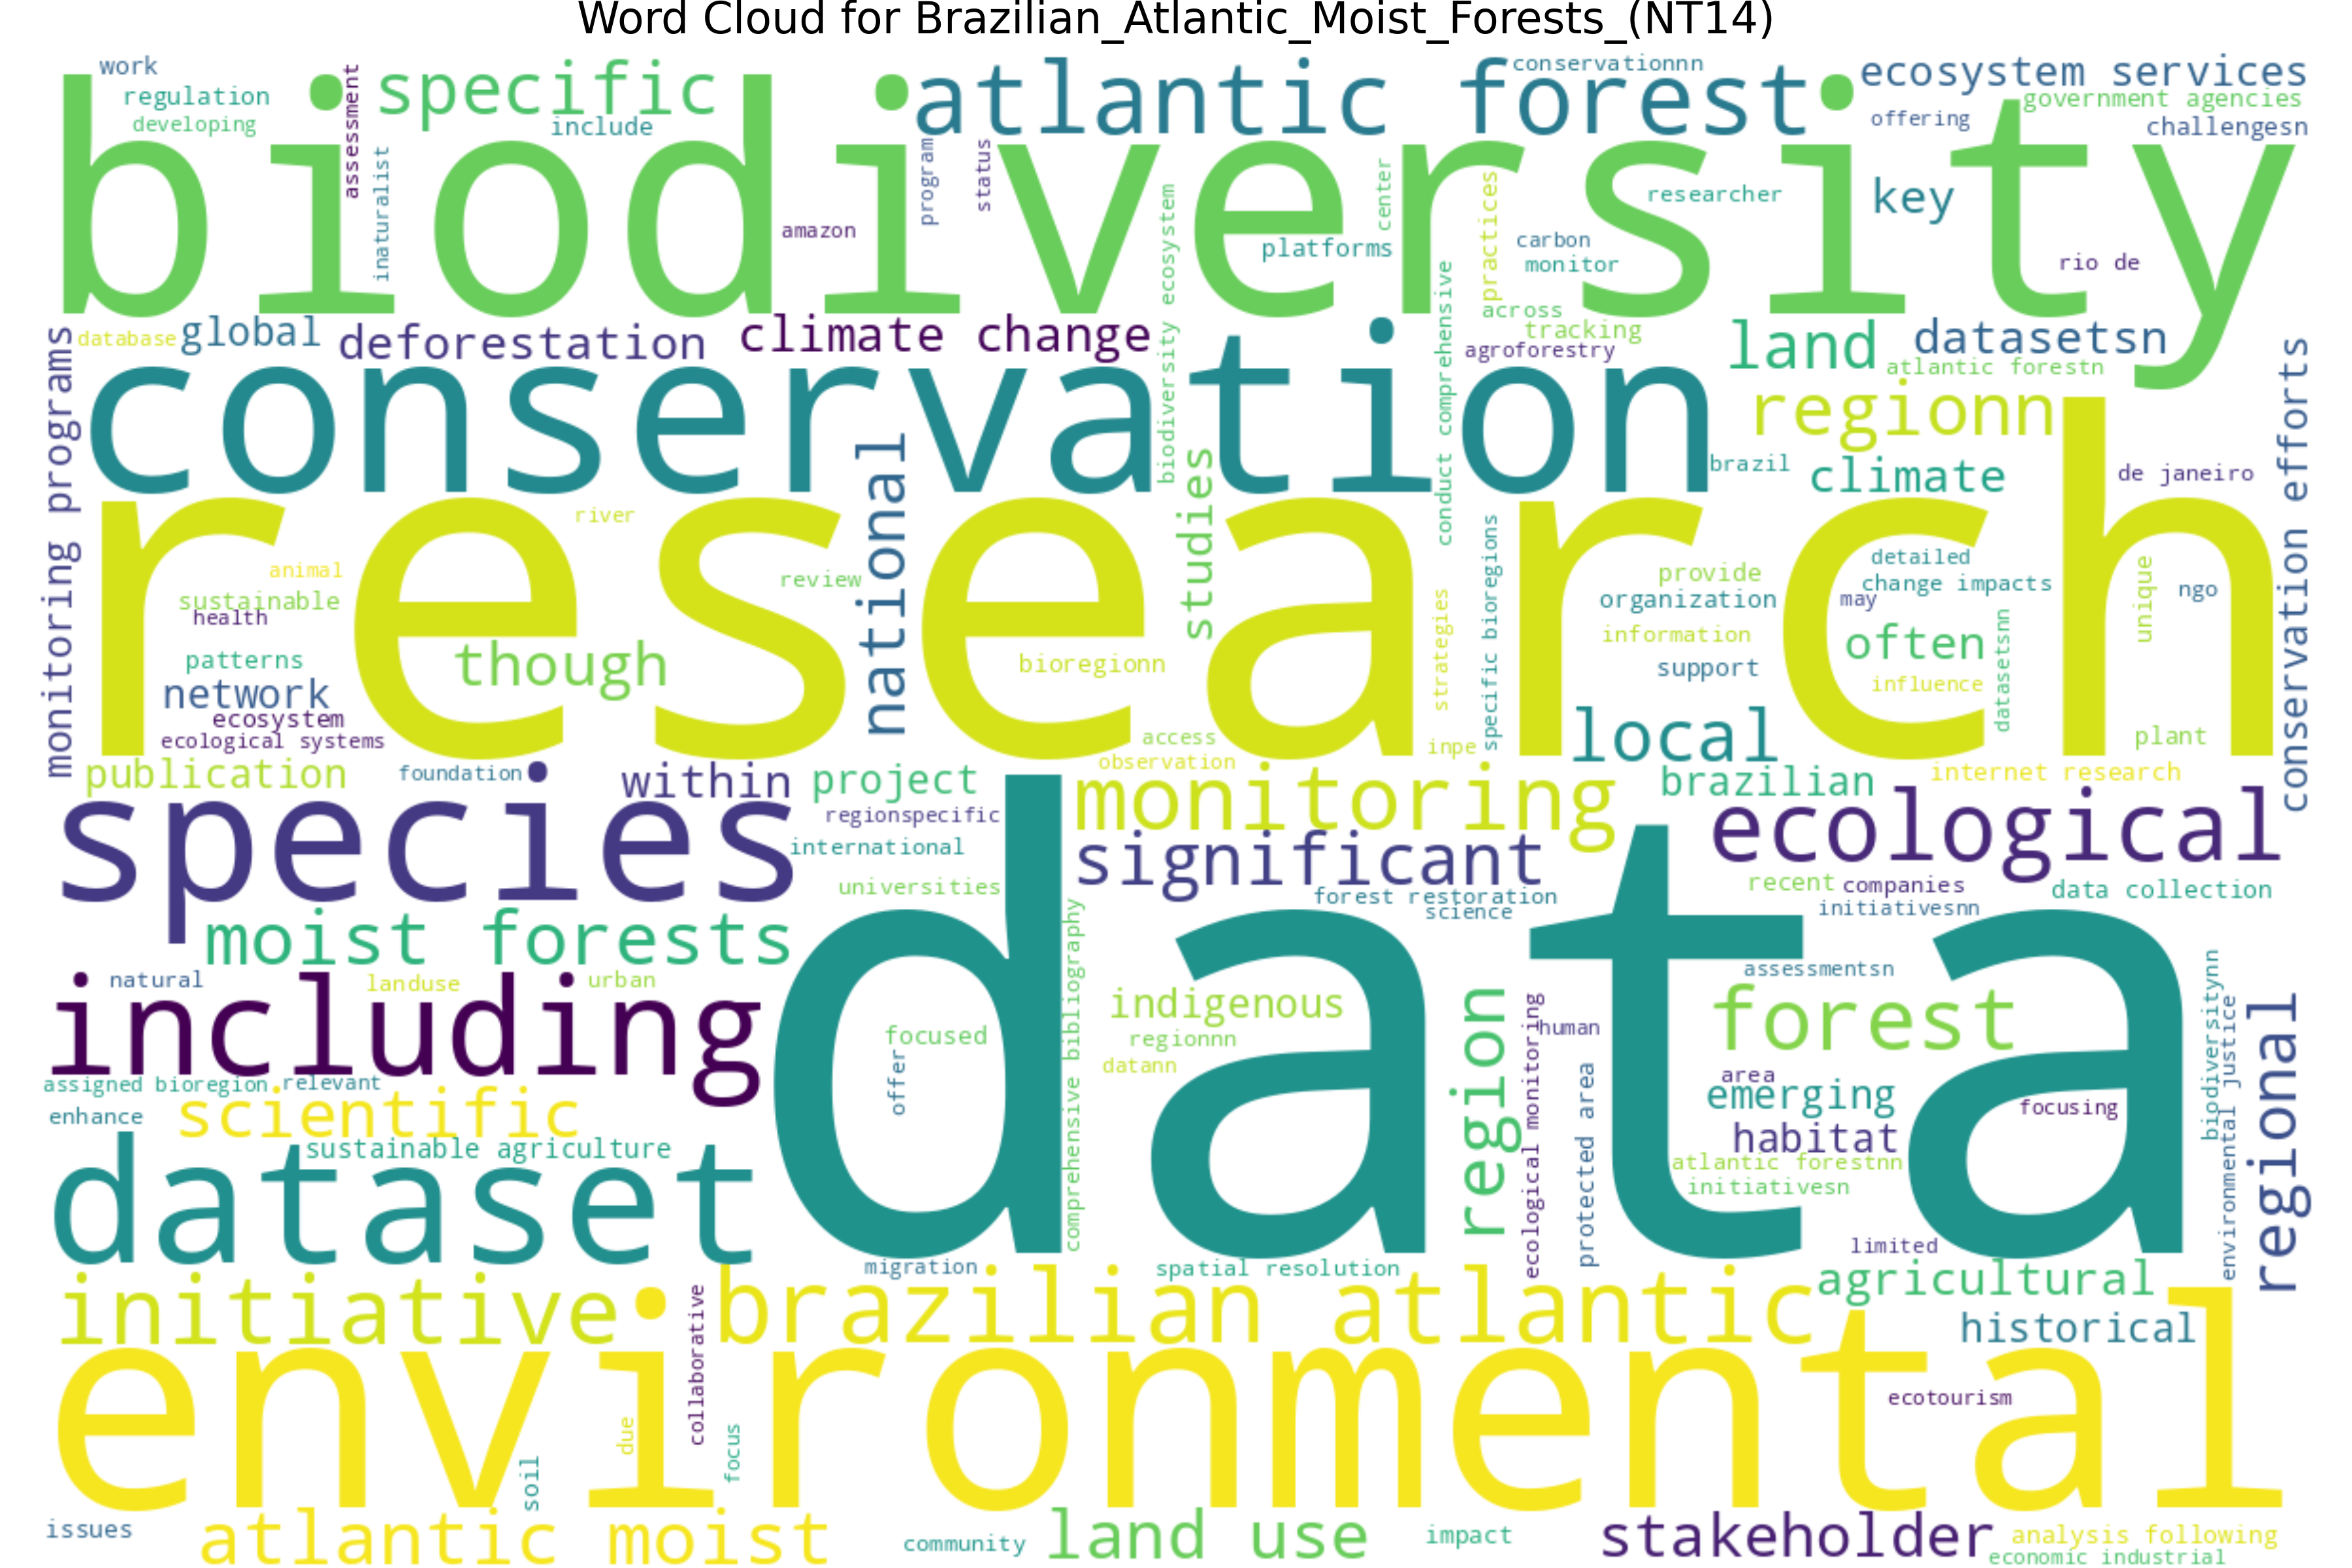 Word Cloud for Brazilian_Atlantic_Moist_Forests_(NT14)
work
regulation
developing
assessment
inaturalist
specific
include
biodiversity
atlantic forest
conservationnn
ecosystem services
government agencies
offering
challengesn
program
status
amazon
biodiversity ecosystem
center
platforms
practices
researcher
key
carbon
monitor
rio de
across
tracking
agroforestry
conduct comprehensive
database
global
deforestation
climate change
land
datasetsn
atlantic forestn
regionn
conservation
monitoring programs
national
studies
brazil
climate
de janeiro
conservation efforts
research
river
animal
sustainable
health
patterns
network
ecosystem
ecological systems
though
review
bioregionn
strategies
specific bioregions
provide
organization
information
support
detailed
change impacts
may
often
influence
datasetsnn
unique
ngo
plant
local
inpe
access
observation
publication
foundation
within
project
monitoring
brazilian
internet research
species
regionspecific
international
universities
significant
forest restoration
science
ecological
recent
companies
data collection
initiativesnn
moist forests
data
natural
landuse
urban
including
comprehensive bibliography
indigenous
regionnn
datann
focused
offer
region
ecological monitoring
human
protected area
assessmentsn
forest
area
emerging
focusing
habitat
atlantic forestnn
initiativesn
biodiversitynn
environmental justice
regional
assigned bioregion
relevant
enhance
scientific
sustainable agriculture
dataset
limited
migration
spatial resolution
initiative
collaborative
brazilian atlantic
agricultural
historical
environmental
ecotourism
due
focus
soil
issues
atlantic moist
community
land use
impact
stakeholder
analysis following
economic industrial